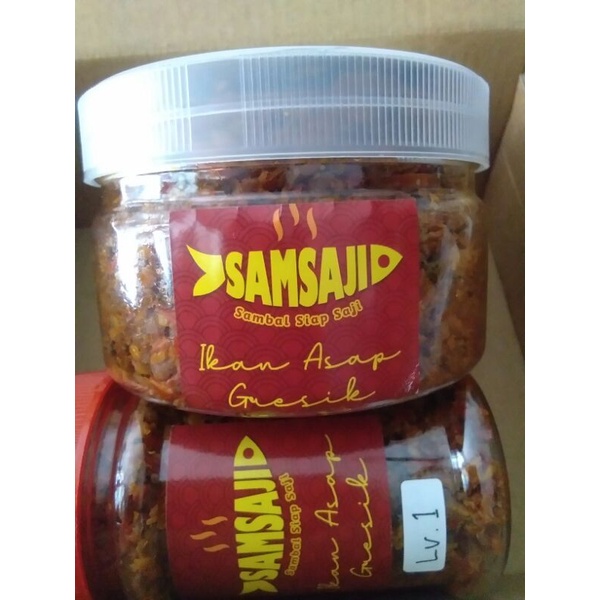 SAMSAJI
Sambal Siap Saji
Ikan Asap
Gresik
SAMSAJI
Sambal Siap Saji
Ikan Asap
Gresik
Lv. 1